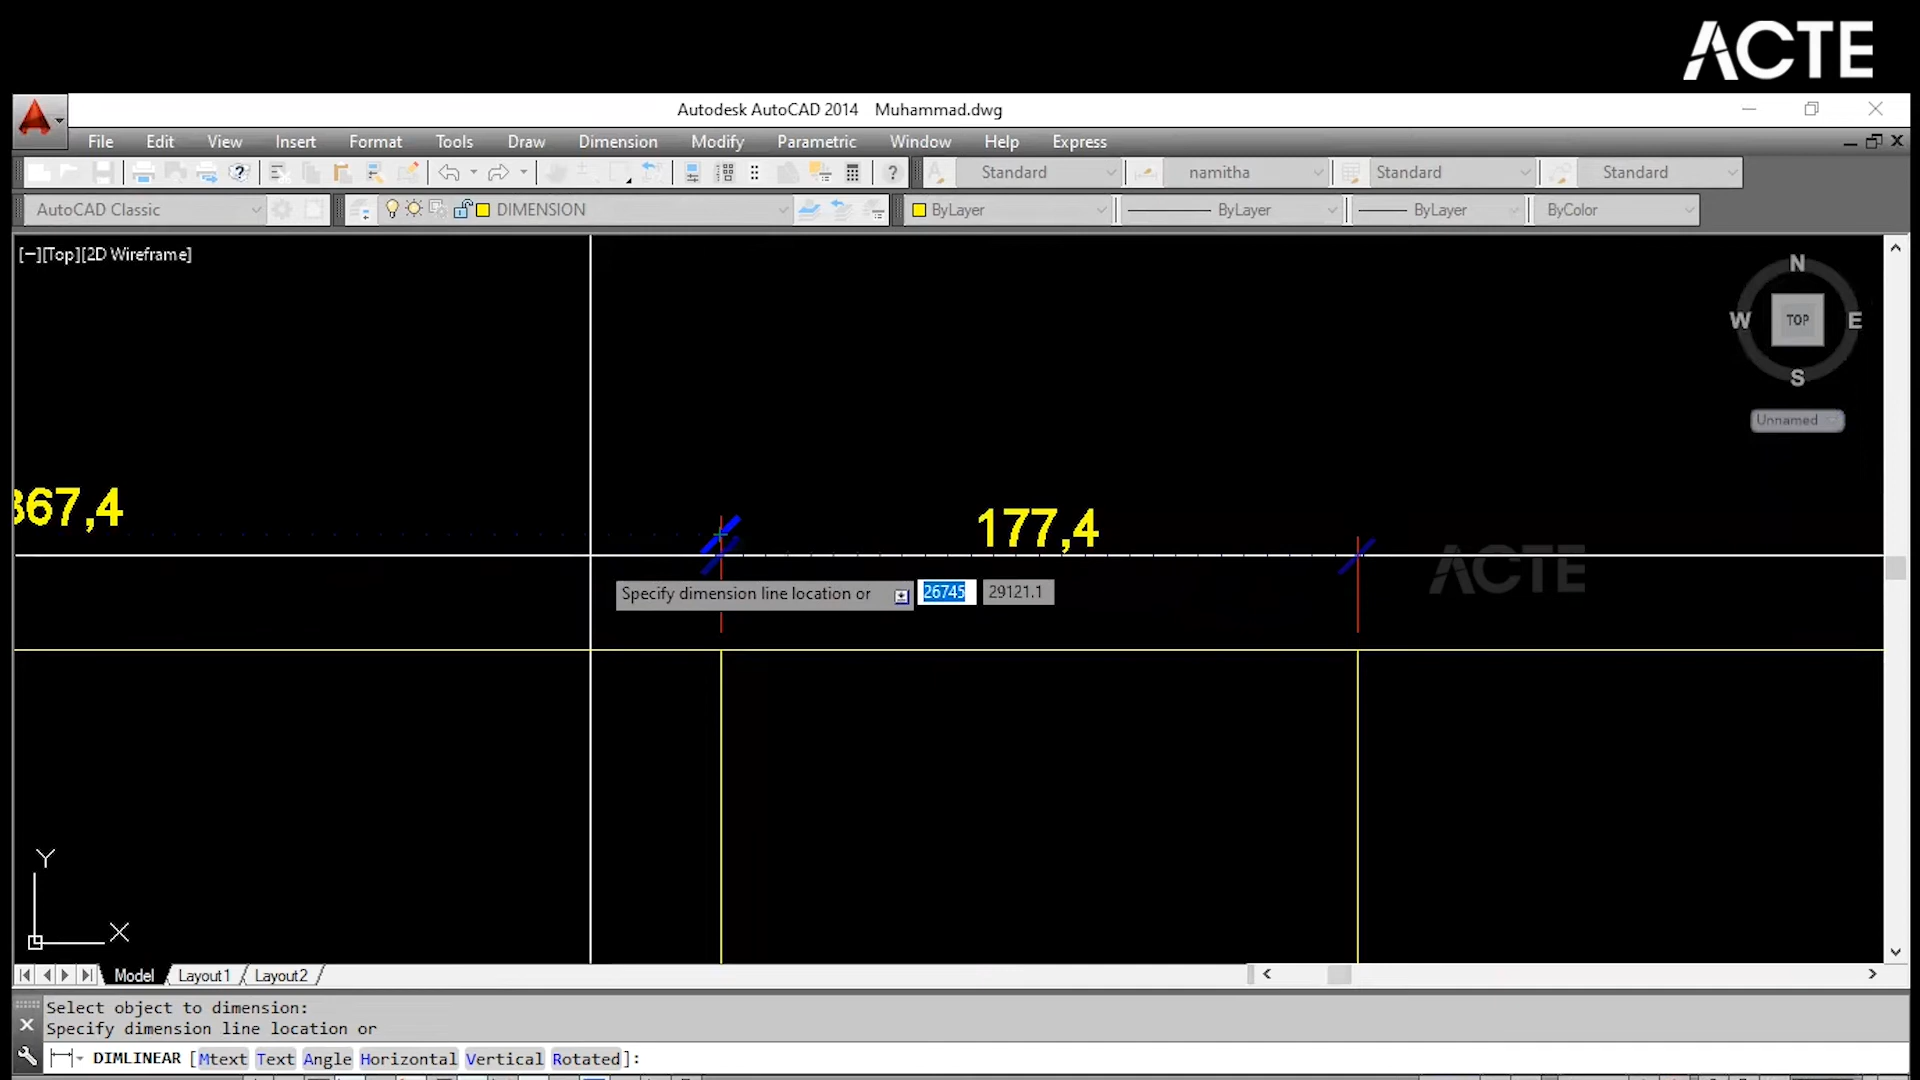 ACTE
Autodesk AutoCAD 2014 Muhammad.dwg
File Edit View Insert Format Tools Draw Dimension Modify Parametric Window Help Express
Standard namitha Standard Standard
AutoCAD Classic DIMENSION ByLayer ByLayer ByLayer ByColor
[−][Top][2D Wireframe]
N
W TOP E
S
Unnamed
367,4 177,4
ACTE
Specify dimension line location or 26745 29121.1
Y
X
Model Layout1 Layout2
Select object to dimension:
Specify dimension line location or
DIMLINEAR [Mtext Text Angle Horizontal Vertical Rotated]: